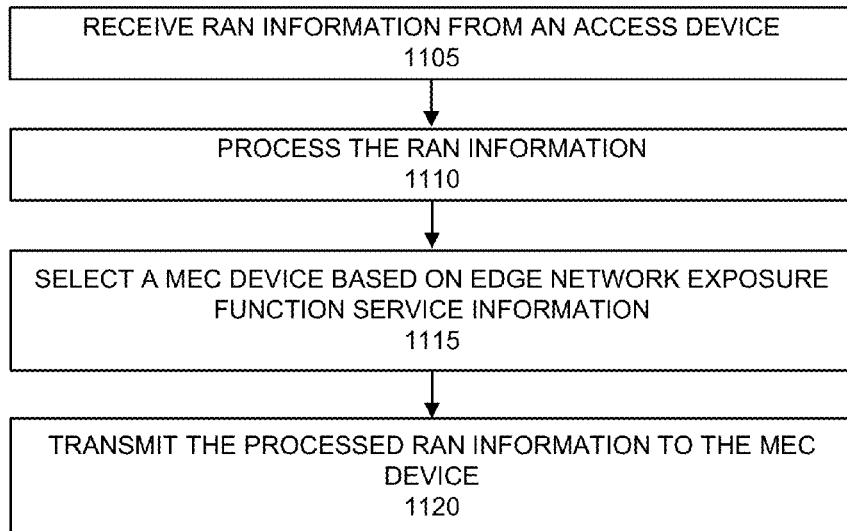 RECEIVE RAN INFORMATION FROM AN ACCESS DEVICE
1105
PROCESS THE RAN INFORMATION
1110
SELECT A MEC DEVICE BASED ON EDGE NETWORK EXPOSURE
FUNCTION SERVICE INFORMATION
1115
TRANSMIT THE PROCESSED RAN INFORMATION TO THE MEC
DEVICE
1120